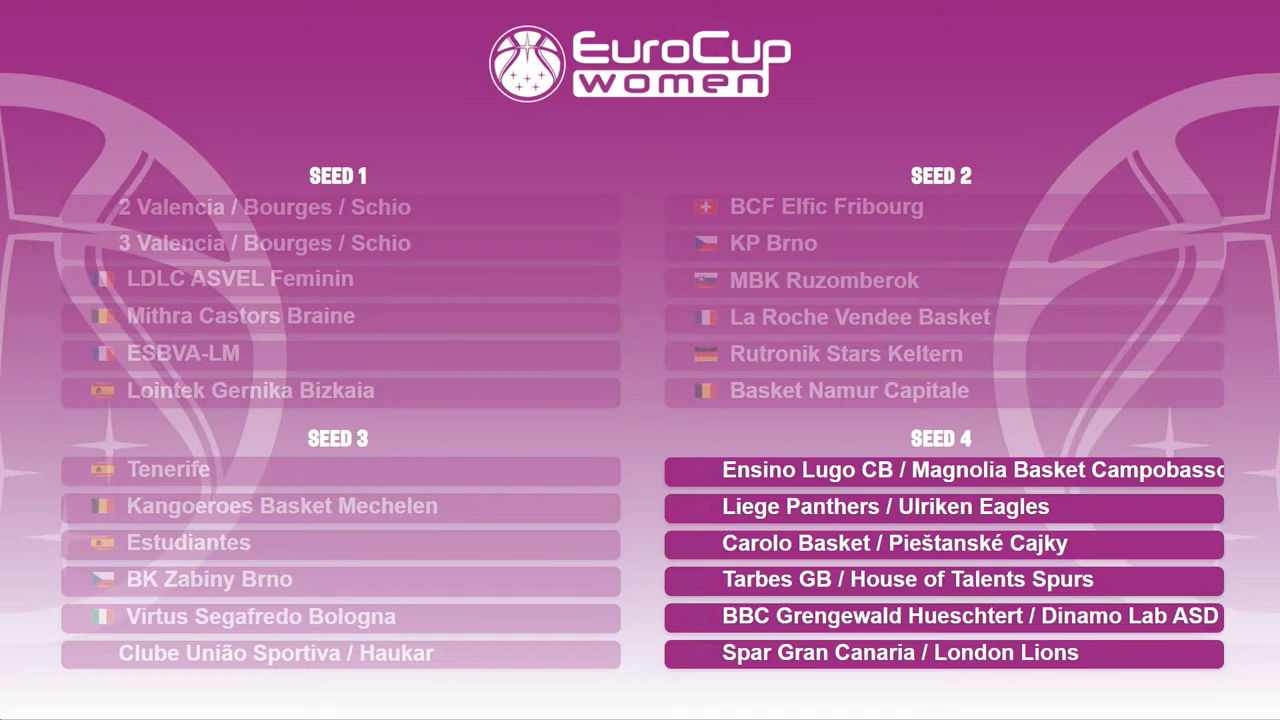 EuroCup
women
SEED 1
2 Valencia / Bourges / Schio
3 Valencia / Bourges / Schio
LDLC ASVEL Feminin
Mithra Castors Braine
ESBVA-LM
Lointek Gernika Bizkaia
SEED 2
BCF Elfic Fribourg
KP Brno
MBK Ruzomberok
La Roche Vendee Basket
Rutronik Stars Keltern
Basket Namur Capitale
SEED 3
Tenerife
Kangoeroes Basket Mechelen
Estudiantes
BK Zabiny Brno
Virtus Segafredo Bologna
Clube União Sportiva / Haukar
SEED 4
Ensino Lugo CB / Magnolia Basket Campobasso
Liege Panthers / Ulriken Eagles
Carolo Basket / Pieštanské Cajky
Tarbes GB / House of Talents Spurs
BBC Grengewald Hueschtert / Dinamo Lab ASD
Spar Gran Canaria / London Lions